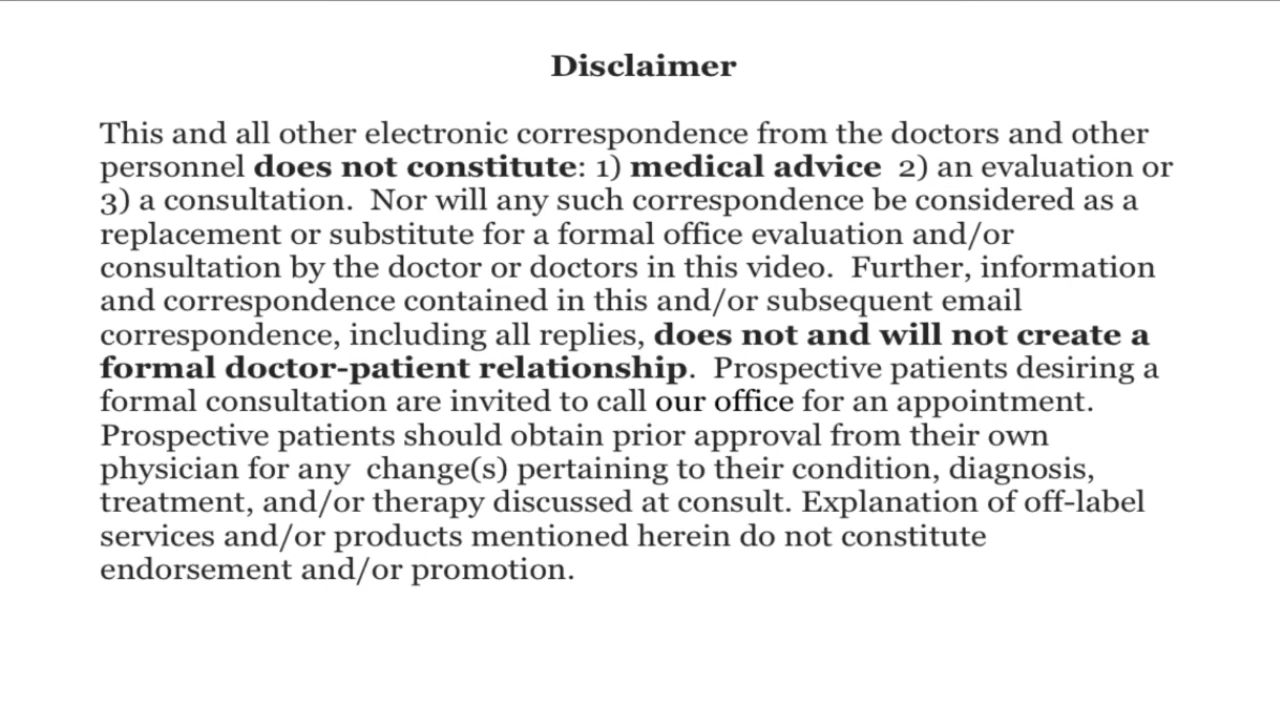 Disclaimer
This and all other electronic correspondence from the doctors and other
personnel does not constitute: 1) medical advice  2) an evaluation or
3) a consultation.  Nor will any such correspondence be considered as a
replacement or substitute for a formal office evaluation and/or
consultation by the doctor or doctors in this video.  Further, information
and correspondence contained in this and/or subsequent email
correspondence, including all replies, does not and will not create a
formal doctor-patient relationship.  Prospective patients desiring a
formal consultation are invited to call our office for an appointment.
Prospective patients should obtain prior approval from their own
physician for any  change(s) pertaining to their condition, diagnosis,
treatment, and/or therapy discussed at consult. Explanation of off-label
services and/or products mentioned herein do not constitute
endorsement and/or promotion.